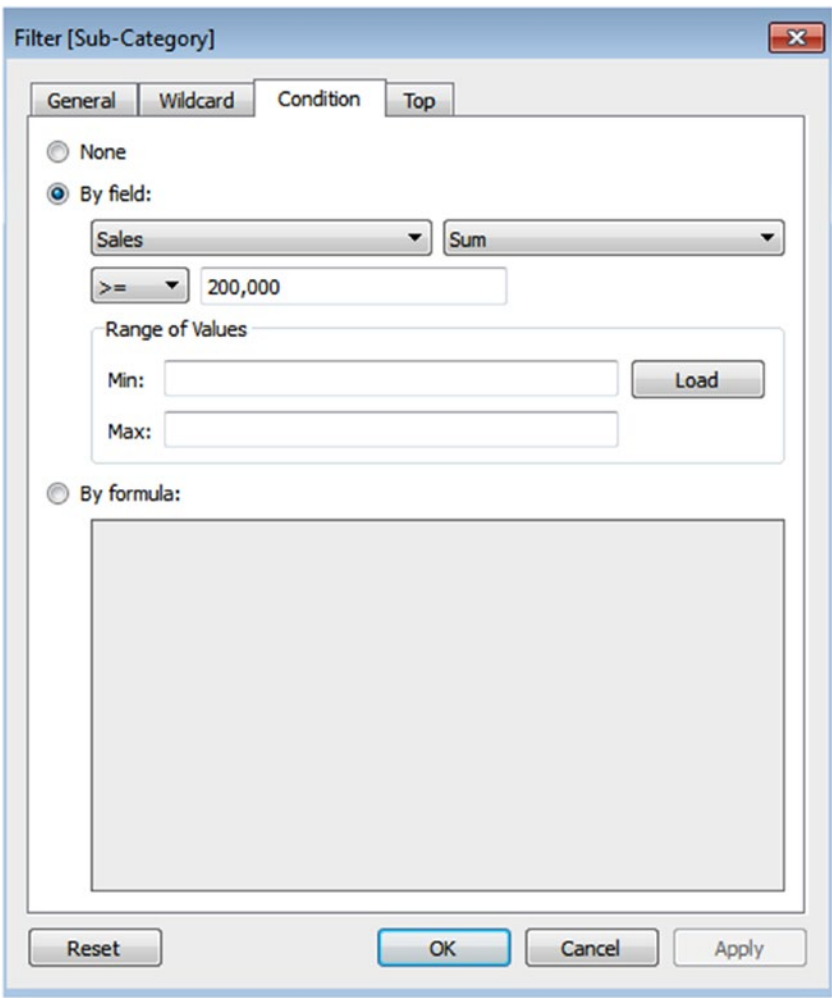 Filter [Sub-Category]
General Wildcard Condition Top
None
By field:
Sales Sum
>= 200,000
Range of Values
Min: Load
Max:
By formula:
Reset OK Cancel Apply